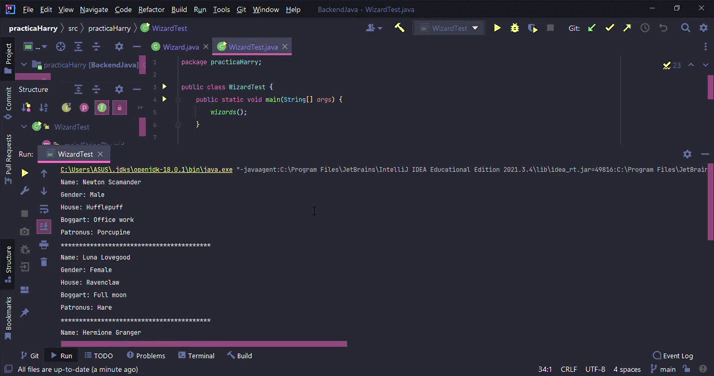 File Edit View Navigate Code Refactor Build Run Tools Git Window Help BackendJava - WizardTest.java
practicaHarry src practicaHarry WizardTest WizardTest Git:
Project
practicaHarry [BackendJava]
Wizard.java WizardTest.java
1 package practicaHarry;
23
2
3 public class WizardTest {
4 public static void main(String[] args) {
5 wizards();
6 }
7
Commit
Structure
WizardTest
Pull Requests
Run: WizardTest
C:\Users\ASUS\.jdks\openjdk-18.0.1\bin\java.exe "-javaagent:C:\Program Files\JetBrains\IntelliJ IDEA Educational Edition 2021.3.4\lib\idea_rt.jar=49816:C:\Program Files\JetBrains
Name: Newton Scamander
Gender: Male
House: Hufflepuff
Boggart: Office work
Patronus: Porcupine
*****************************************
Name: Luna Lovegood
Gender: Female
House: Ravenclaw
Boggart: Full moon
Patronus: Hare
*****************************************
Name: Hermione Granger
Structure
Bookmarks
Git Run TODO Problems Terminal Build Event Log
All files are up-to-date (a minute ago) 34:1 CRLF UTF-8 4 spaces main